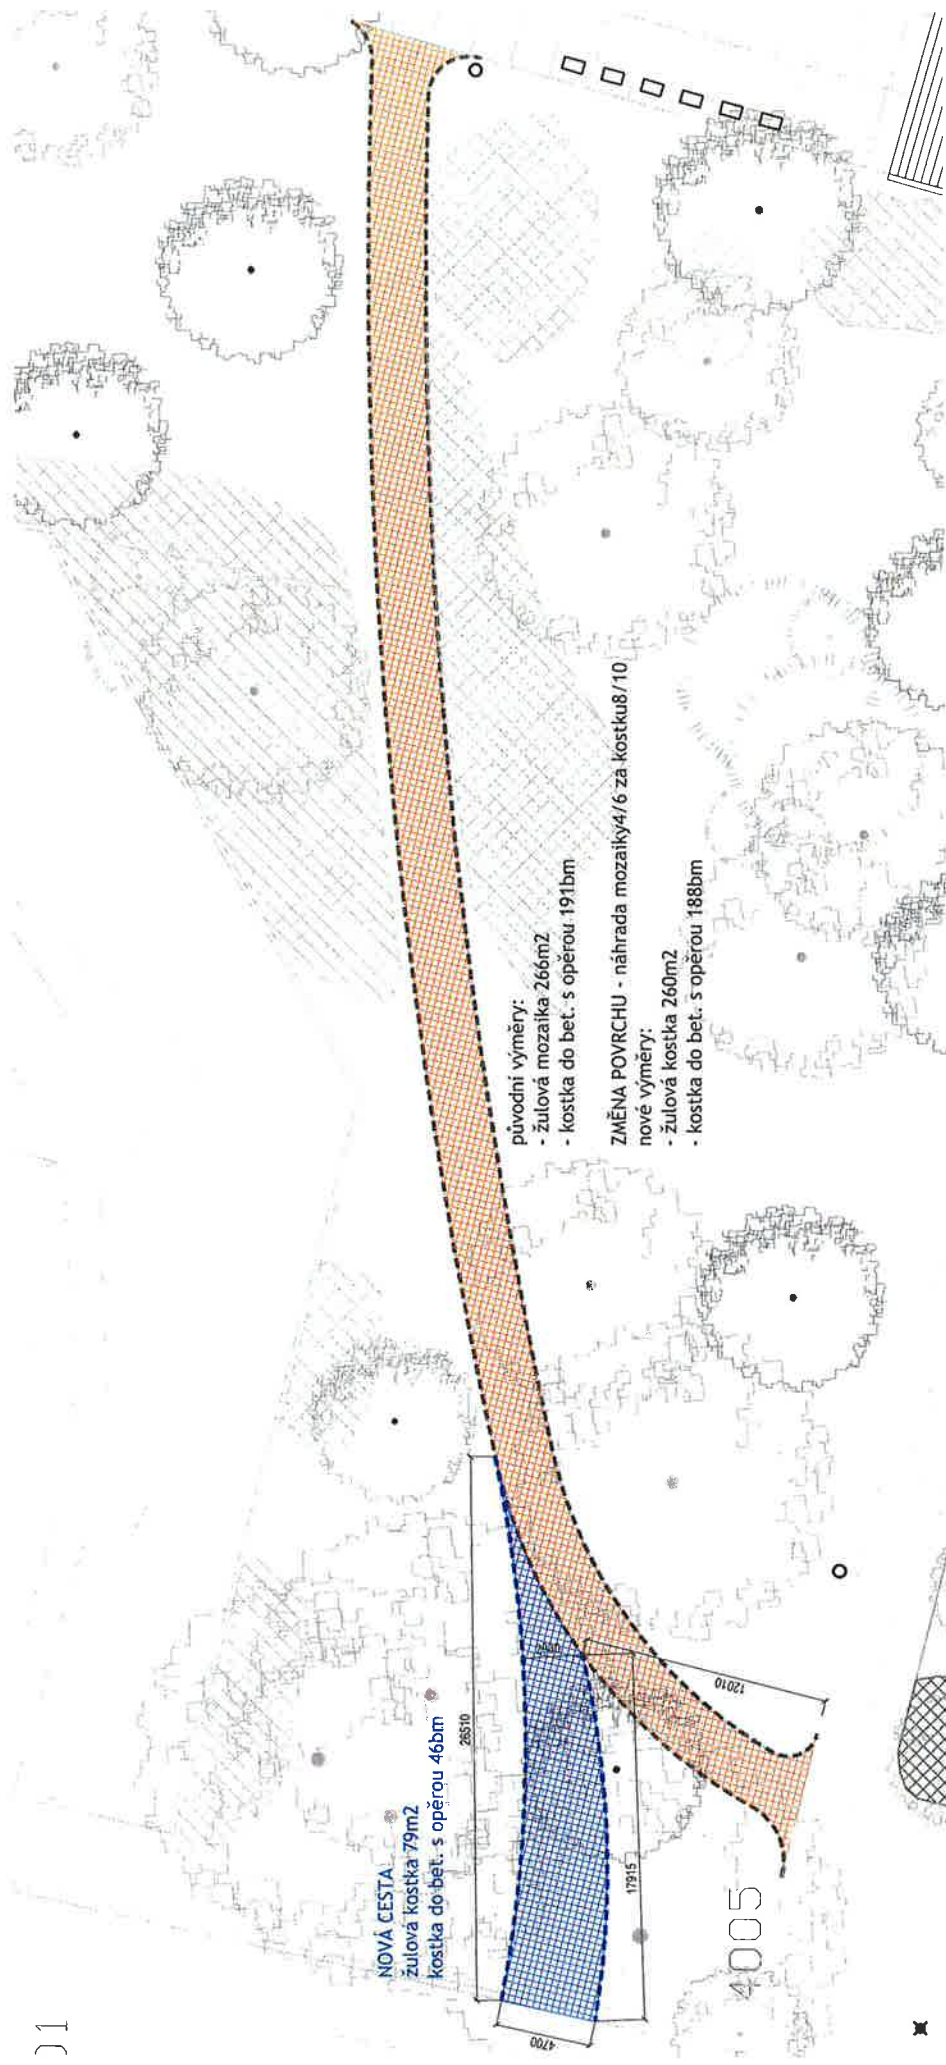 původní výměry:
- žulová mozaika 266m2
- kostka do bet. s opěrou 191bm
ZMĚNA POVRCHU - náhrada mozaiky4/6 za kostku8/10
nové výměry:
- žulová kostka 260m2
- kostka do bet. s opěrou 188bm
NOVÁ CESTA
žulová kostka 79m2
kostka do bet. s opěrou 46bm
26510
12010
17915
4700
4005